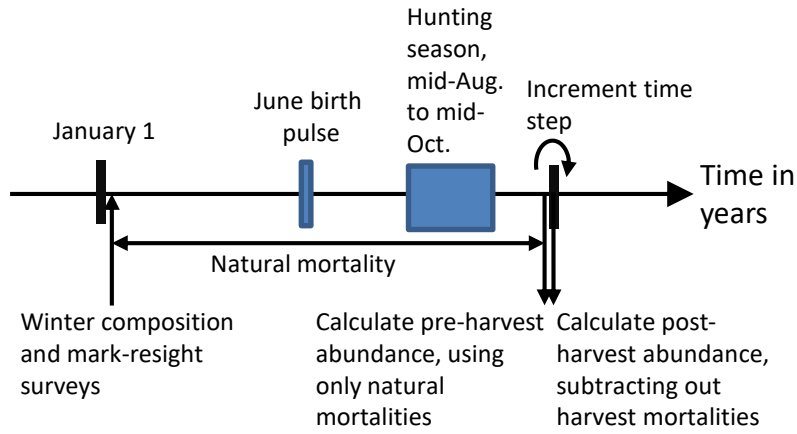 Hunting
season,
mid-Aug.
to mid-
Oct.
Increment time
step
June birth
pulse
January 1
Time in
years
Natural mortality
Winter composition
and mark-resight
surveys
Calculate pre-harvest
abundance, using
only natural
mortalities
Calculate post-
harvest abundance,
subtracting out
harvest mortalities